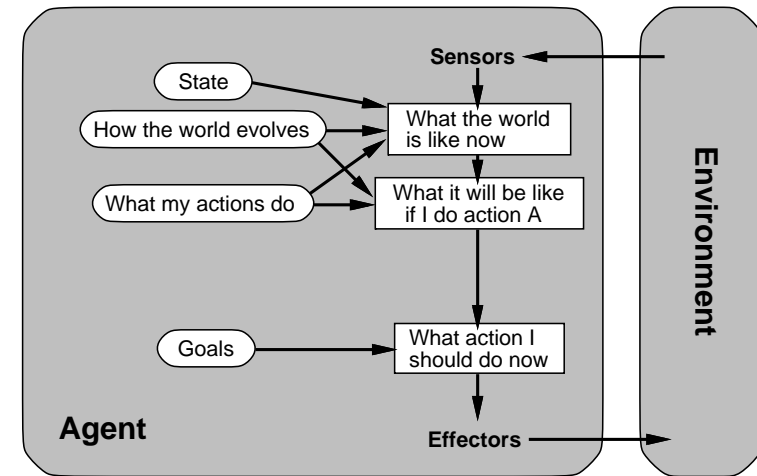 Sensors
State
What the world
is like now
How the world evolves
What it will be like
if I do action A
What my actions do
Environment
What action I
should do now
Goals
Agent
Effectors